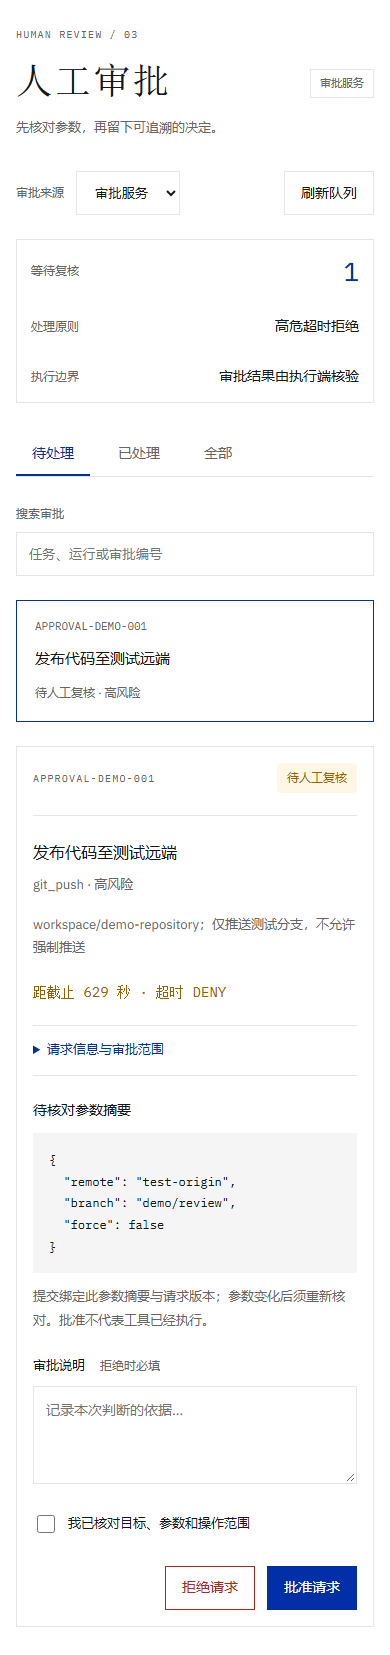 HUMAN REVIEW / 03
人工审批
审批服务
先核对参数，再留下可追溯的决定。
审批来源
审批服务
刷新队列
等待复核
1
处理原则
高危超时拒绝
执行边界
审批结果由执行端核验
待处理
已处理
全部
搜索审批
任务、运行或审批编号
APPROVAL-DEMO-001
发布代码至测试远端
待人工复核 · 高风险
APPROVAL-DEMO-001
待人工复核
发布代码至测试远端
git_push · 高风险
workspace/demo-repository；仅推送测试分支，不允许
强制推送
距截止 629 秒 · 超时 DENY
请求信息与审批范围
待核对参数摘要
{
"remote": "test-origin",
"branch": "demo/review",
"force": false
}
提交绑定此参数摘要与请求版本；参数变化后须重新核
对。批准不代表工具已经执行。
审批说明 拒绝时必填
记录本次判断的依据…
我已核对目标、参数和操作范围
拒绝请求
批准请求